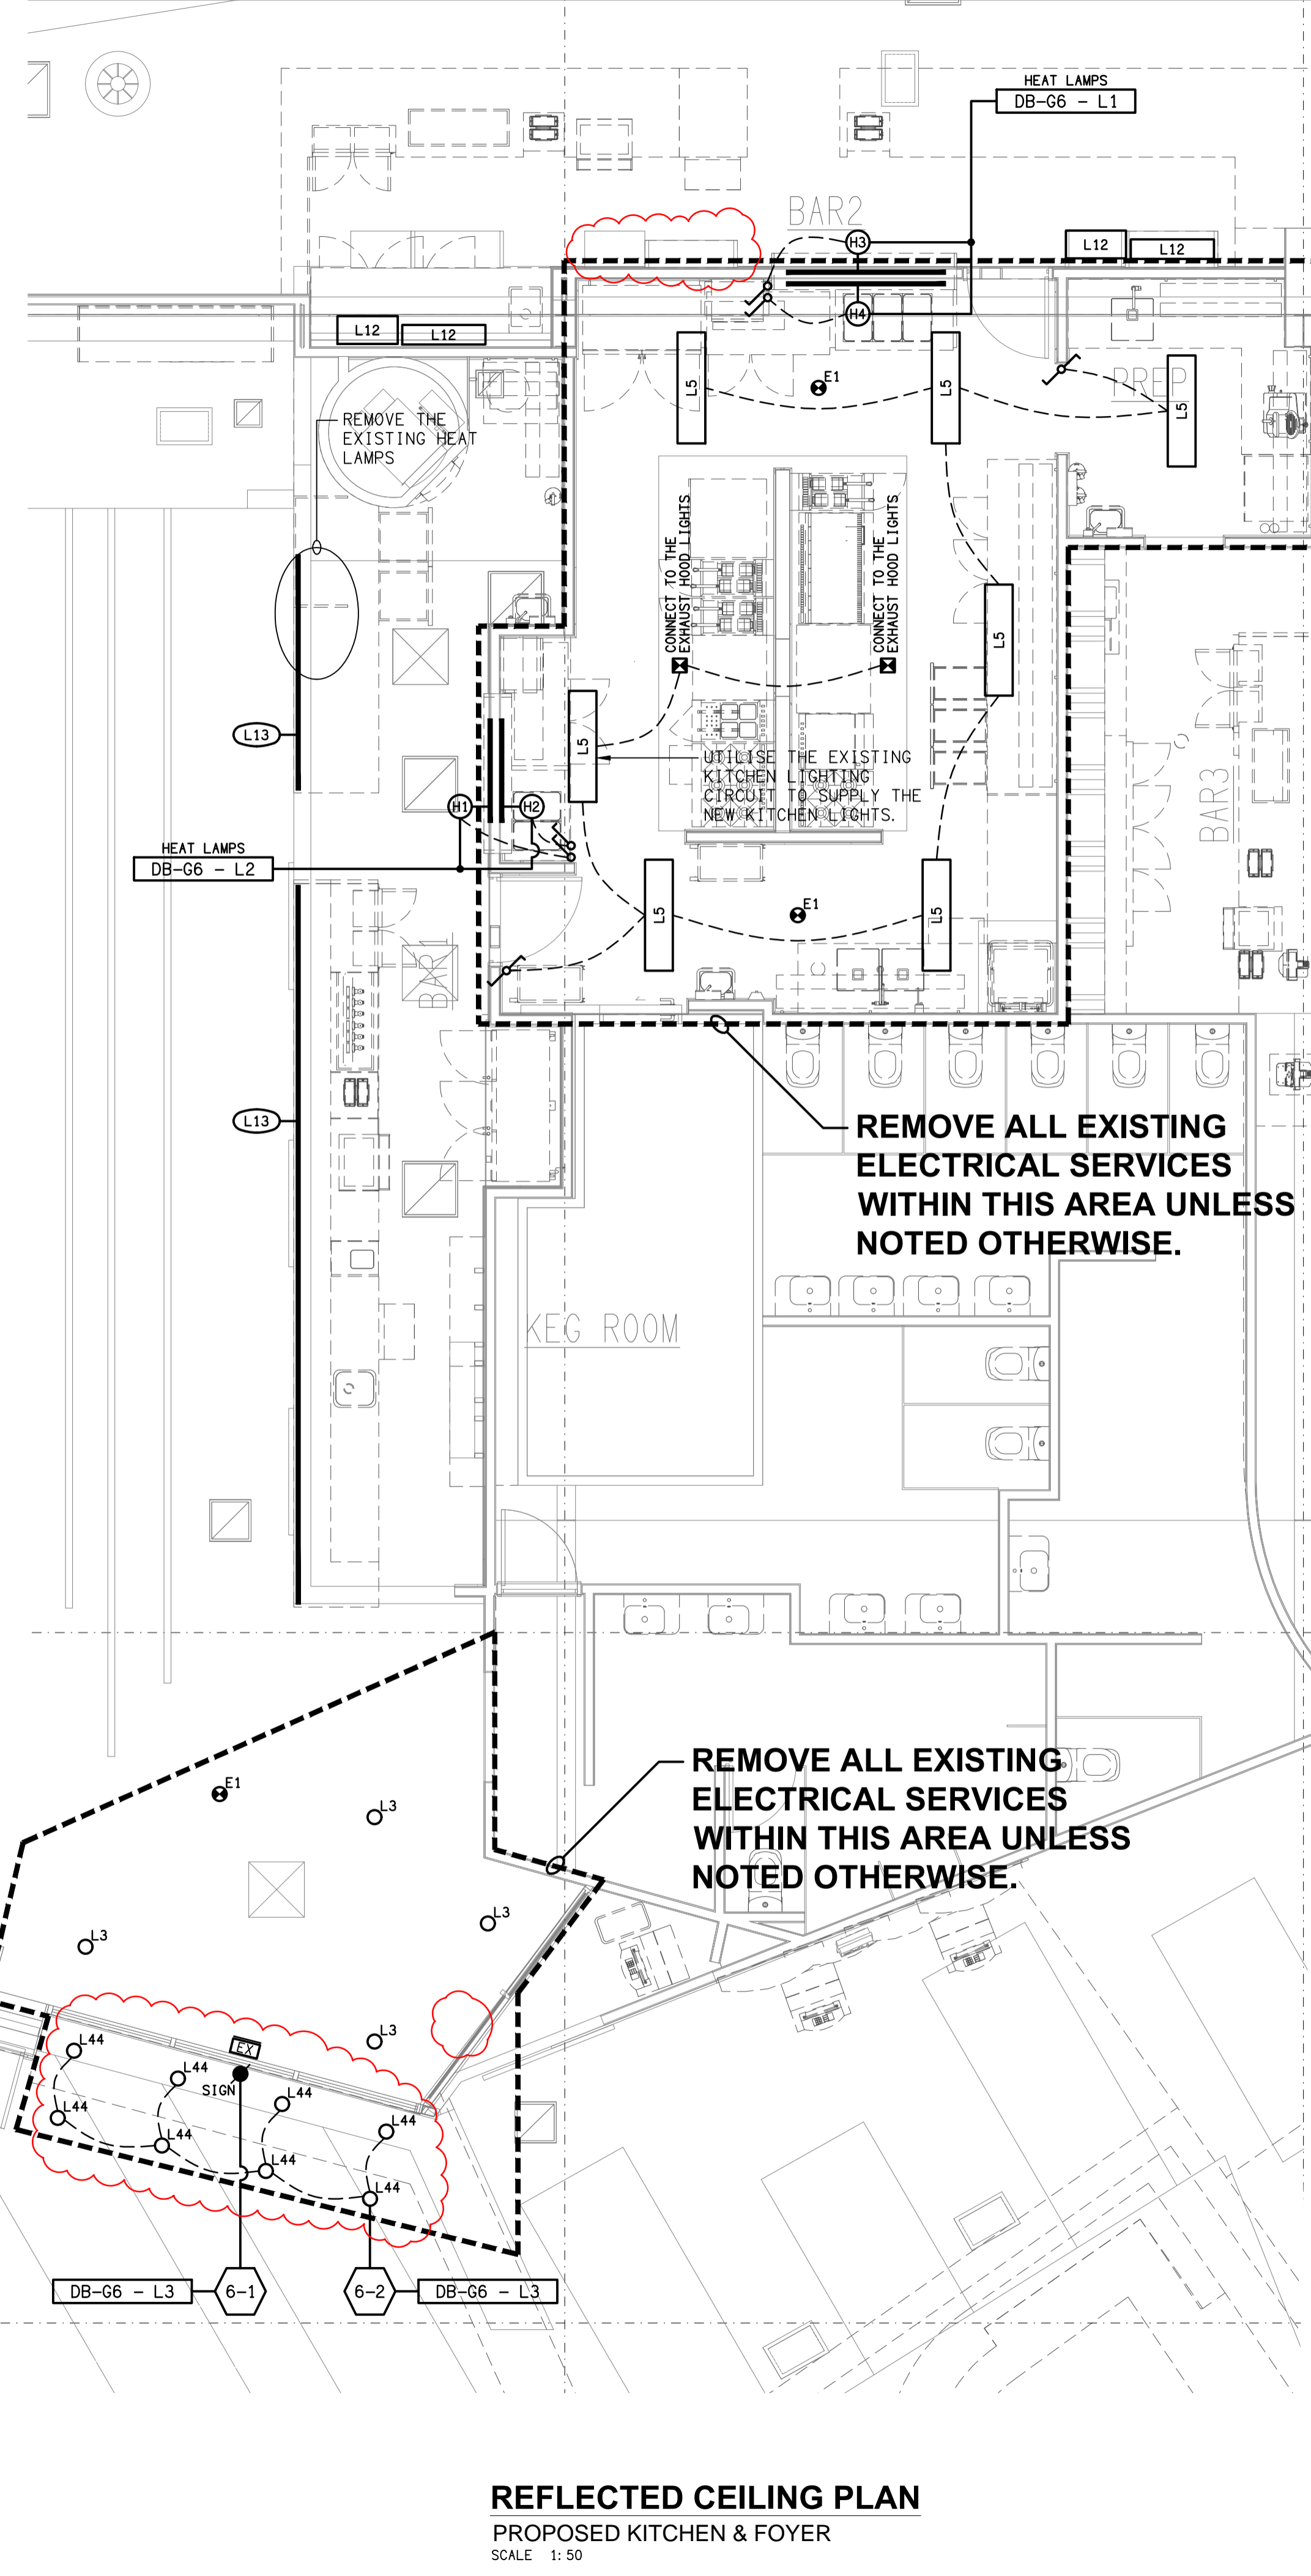 HEAT LAMPS
DB-G6 - L1
BAR2
H3
L12
L12
H4
L12
L12
L5
E1
L5
PREP
L5
REMOVE THE
EXISTING HEAT
LAMPS
CONNECT TO THE
EXHAUST HOOD LIGHTS
CONNECT TO THE
EXHAUST HOOD LIGHTS
L5
L13
L5
UTILISE THE EXISTING
KITCHEN LIGHTING
CIRCUIT TO SUPPLY THE
NEW KITCHEN LIGHTS.
BAR3
H1
H2
HEAT LAMPS
DB-G6 - L2
L5
E1
L5
BAR1
L13
REMOVE ALL EXISTING
ELECTRICAL SERVICES
WITHIN THIS AREA UNLESS
NOTED OTHERWISE.
KEG ROOM
REMOVE ALL EXISTING
ELECTRICAL SERVICES
WITHIN THIS AREA UNLESS
NOTED OTHERWISE.
E1
L3
L3
L3
L3
L44
EX
L44
SIGN
L44
L44
L44
L44
L44
L44
DB-G6 - L3
6-1
6-2
DB-G6 - L3
REFLECTED CEILING PLAN
PROPOSED KITCHEN & FOYER
SCALE 1:50